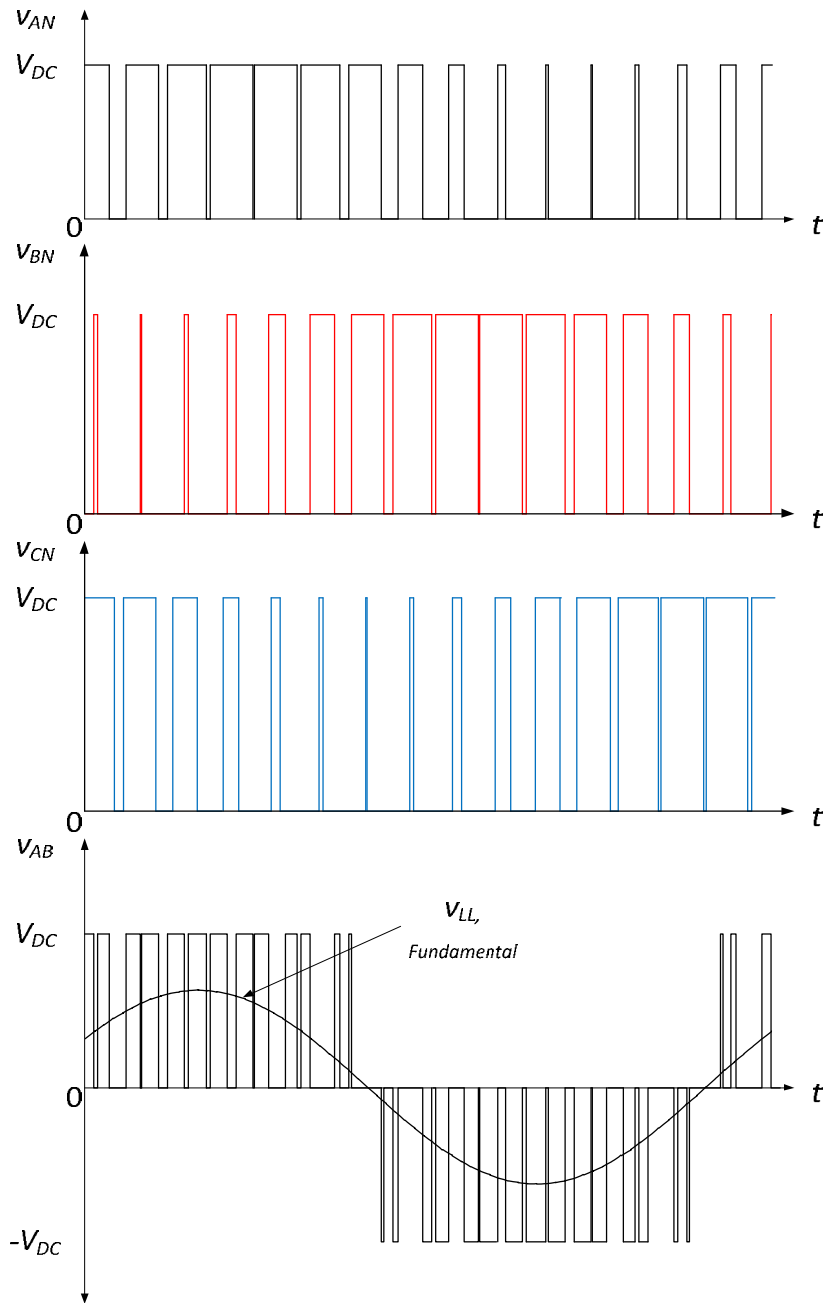 vAN
VDC
0
t
vBN
VDC
0
t
vCN
VDC
0
t
vAB
VDC
vLL,
Fundamental
0
t
-VDC